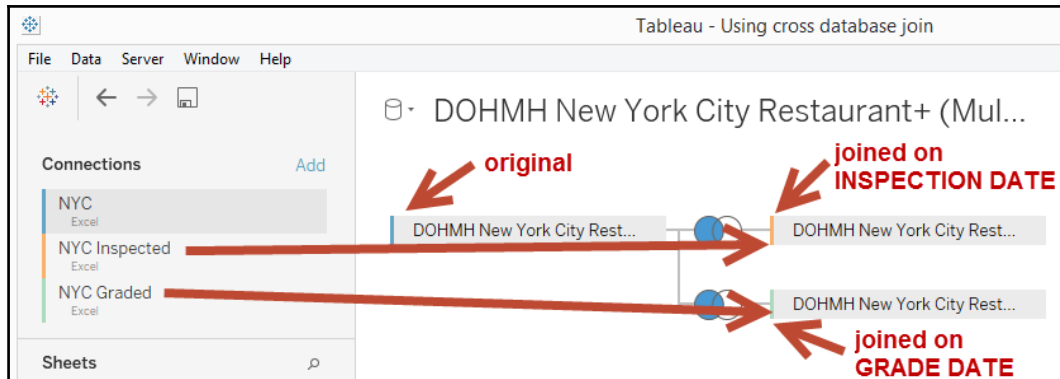 Tableau - Using cross database join
File Data Server Window Help
DOHMH New York City Restaurant+ (Mul...
Connections Add
original
joined on
INSPECTION DATE
NYC
Excel
DOHMH New York City Rest...
DOHMH New York City Rest...
NYC Inspected
Excel
NYC Graded
Excel
DOHMH New York City Rest...
joined on
GRADE DATE
Sheets